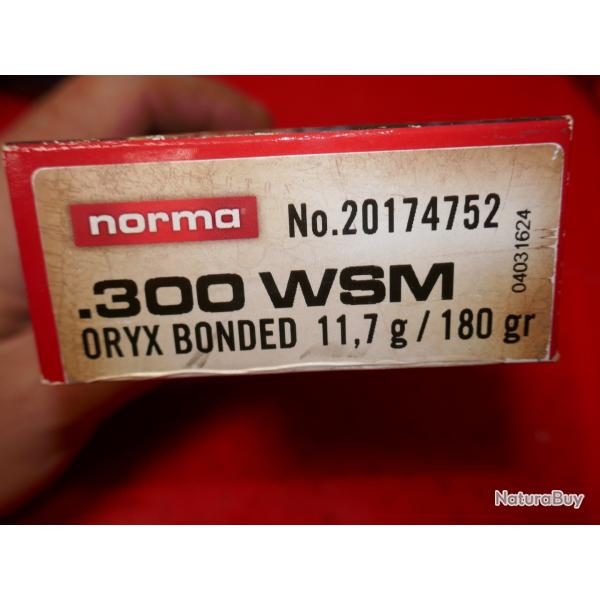 norma No.20174752
.300 WSM
ORYX BONDED 11,7 g / 180 gr
04031624
NaturaBuy